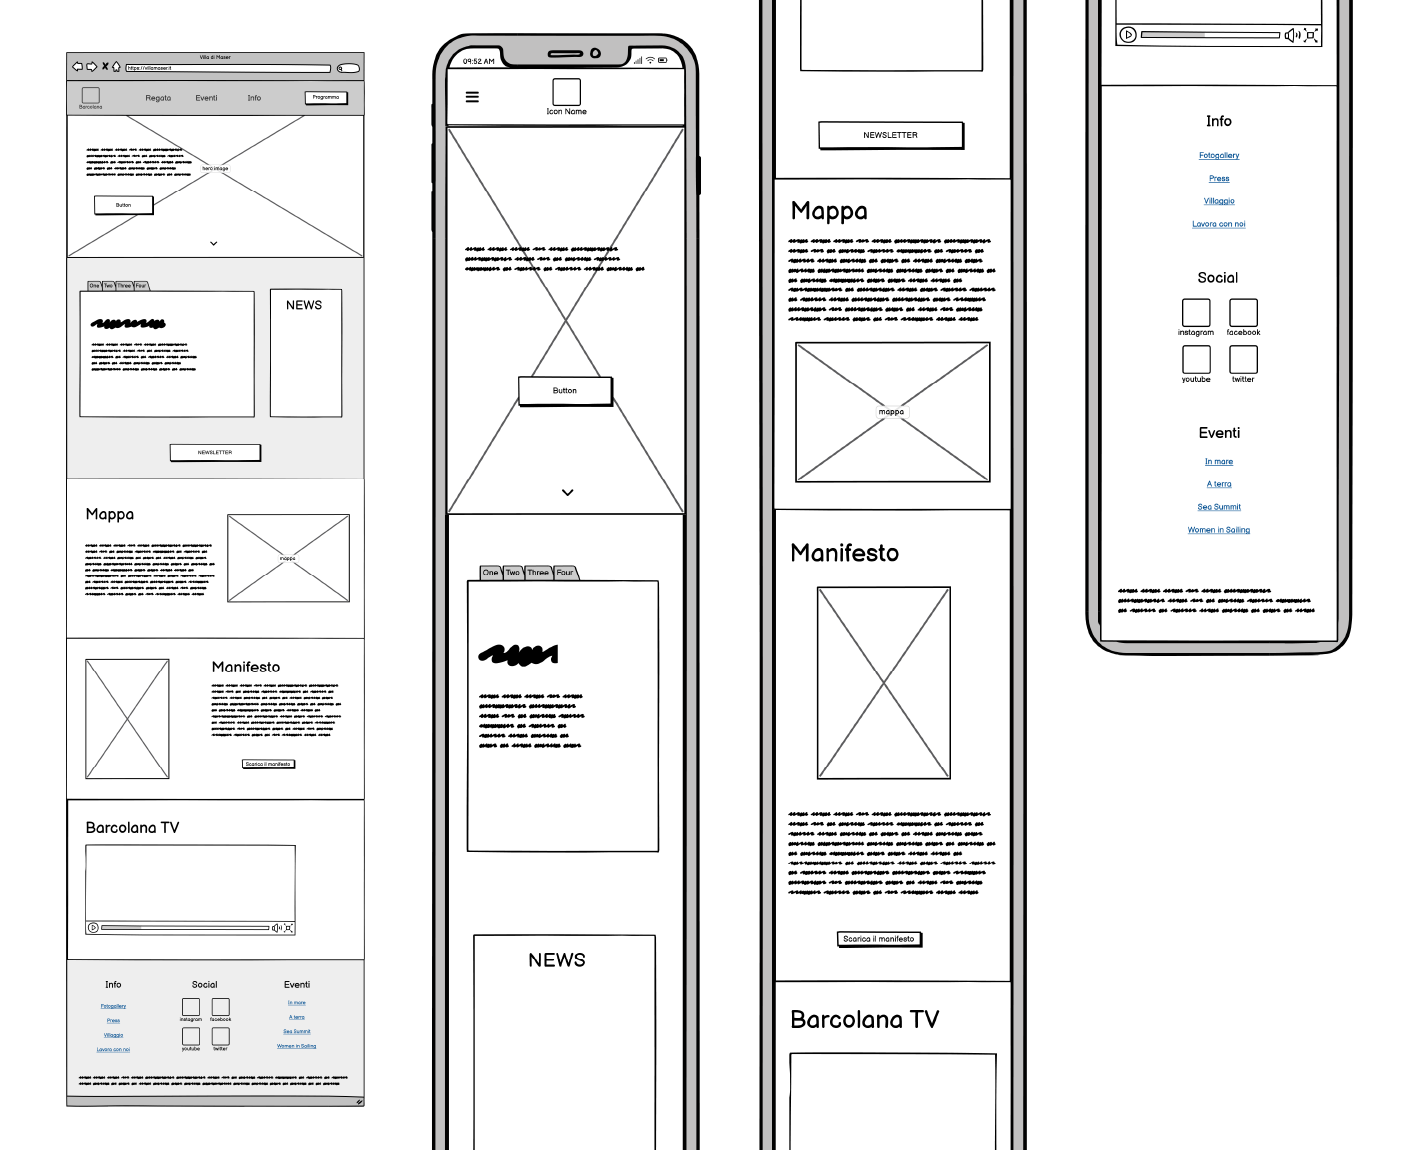 Villa di Maser
https://villamaser.it
Barcolana
Regata Eventi Info Programma
hero image
Button
One Two Three Four
NEWS
NEWSLETTER
Mappa
mappa
Manifesto
Scarica il manifesto
Barcolana TV
Info Social Eventi
Fotogallery
Press
Villaggio
Lavora con noi
instagram facebook
youtube twitter
In mare
A terra
Sea Summit
Women in Sailing
09:52 AM
Icon Name
Button
One Two Three Four
NEWS
NEWSLETTER
Mappa
mappa
Manifesto
Scarica il manifesto
Barcolana TV
Info
Fotogallery
Press
Villaggio
Lavora con noi
Social
instagram facebook
youtube twitter
Eventi
In mare
A terra
Sea Summit
Women in Sailing